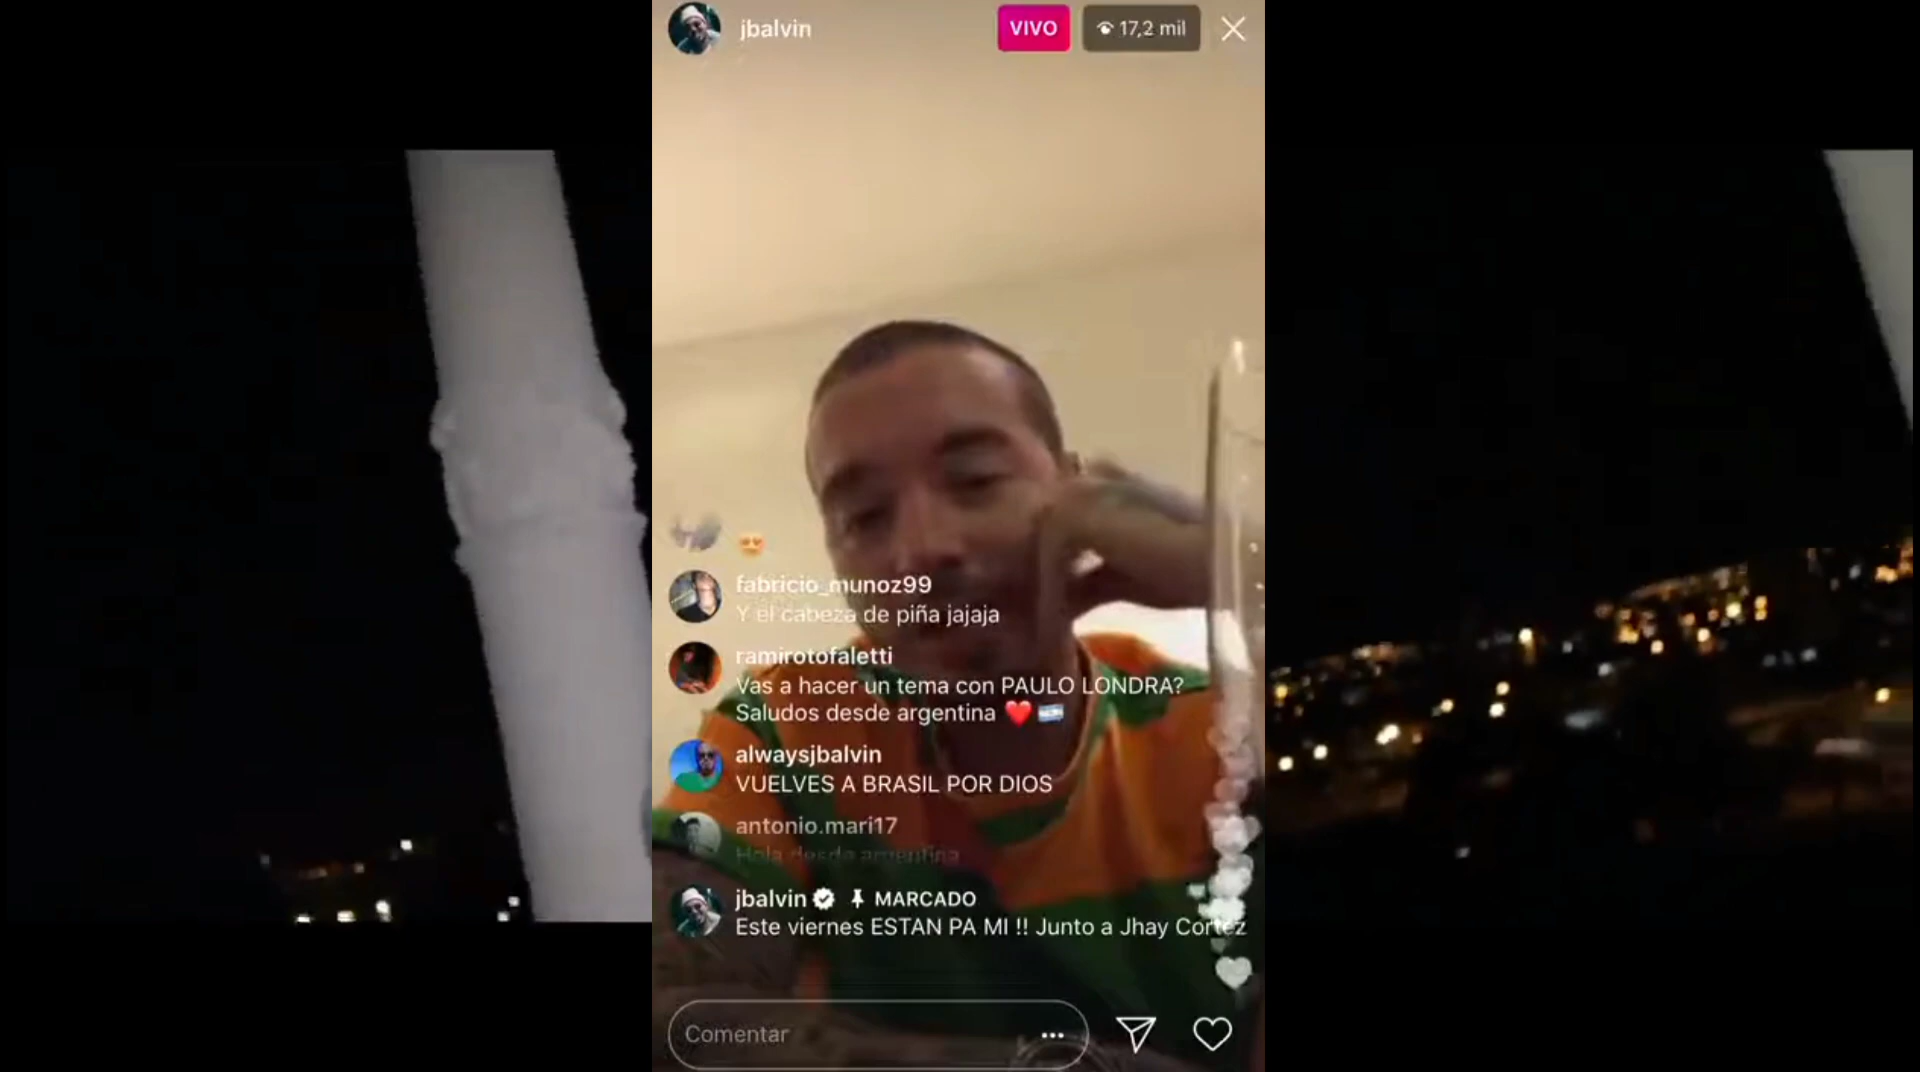 jbalvin
VIVO
17,2 mil
fabricio_munoz99
Y el cabeza de piña jajaja
ramirotofaletti
Vas a hacer un tema con PAULO LONDRA?
Saludos desde argentina ❤️🇦🇷
alwaysjbalvin
VUELVES A BRASIL POR DIOS
antonio.mari17
Hola desde argentina
jbalvin MARCADO
Este viernes ESTAN PA MI !! Junto a Jhay Cortez
Comentar